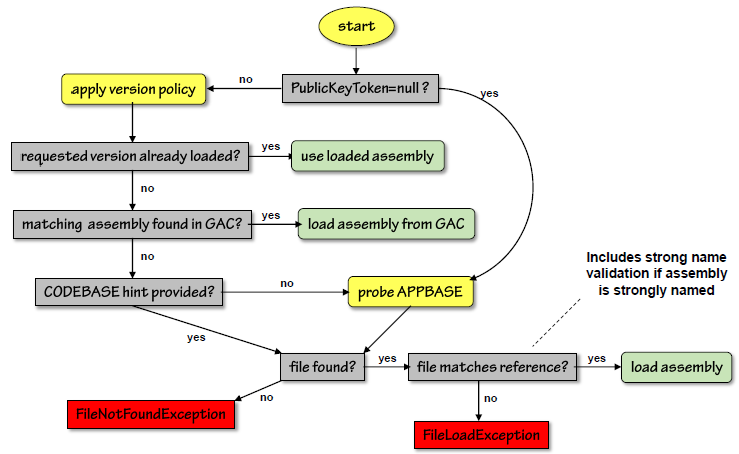 start
PublicKeyToken=null ?
no
yes
apply version policy
requested version already loaded?
yes
use loaded assembly
no
matching assembly found in GAC?
yes
load assembly from GAC
no
Includes strong name
validation if assembly
is strongly named
CODEBASE hint provided?
no
probe APPBASE
yes
file found?
yes
file matches reference?
yes
load assembly
no
FileNotFoundException
no
FileLoadException